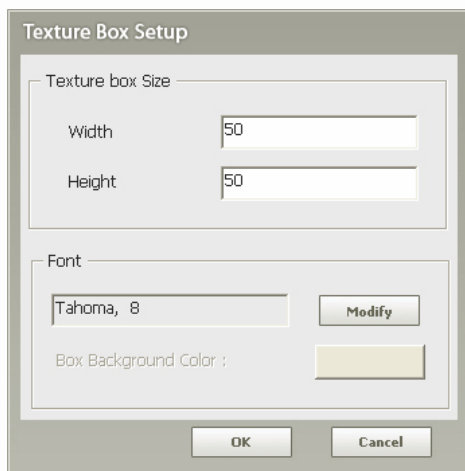 Texture Box Setup
Texture box Size
Width 50
Height 50
Font
Tahoma, 8 Modify
Box Background Color :
OK Cancel